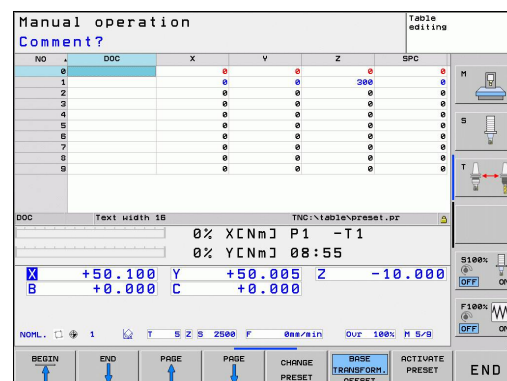 Manual operation
Table editing
Comment?
NO DOC X Y Z SPC
0 0 0 0 0
1 0 0 300 0
2 0 0 0 0
3 0 0 0 0
4 0 0 0 0
5 0 0 0 0
6 0 0 0 0
7 0 0 0 0
8 0 0 0 0
9 0 0 0 0
DOC Text width 16 TNC:\table\preset.pr
0% X[Nm] P1 -T1
0% Y[Nm] 08:55
X +50.100 Y +50.005 Z -10.000
B +0.000 C +0.000
NOML. 1 T 5 Z S 2500 F 0mm/min Ovr 100% M 5/9
M
S
T
S100%
OFF ON
F100%
OFF ON
BEGIN
END
PAGE
PAGE
CHANGE PRESET
BASE TRANSFORM. OFFSET
ACTIVATE PRESET
END